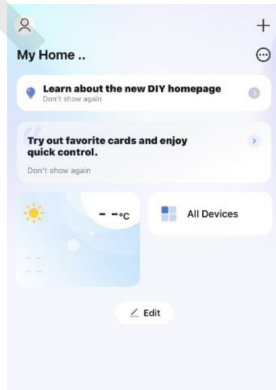 My Home ..
Learn about the new DIY homepage
Don't show again
Try out favorite cards and enjoy
quick control.
Don't show again
- -°C
All Devices
- -
- -
Edit